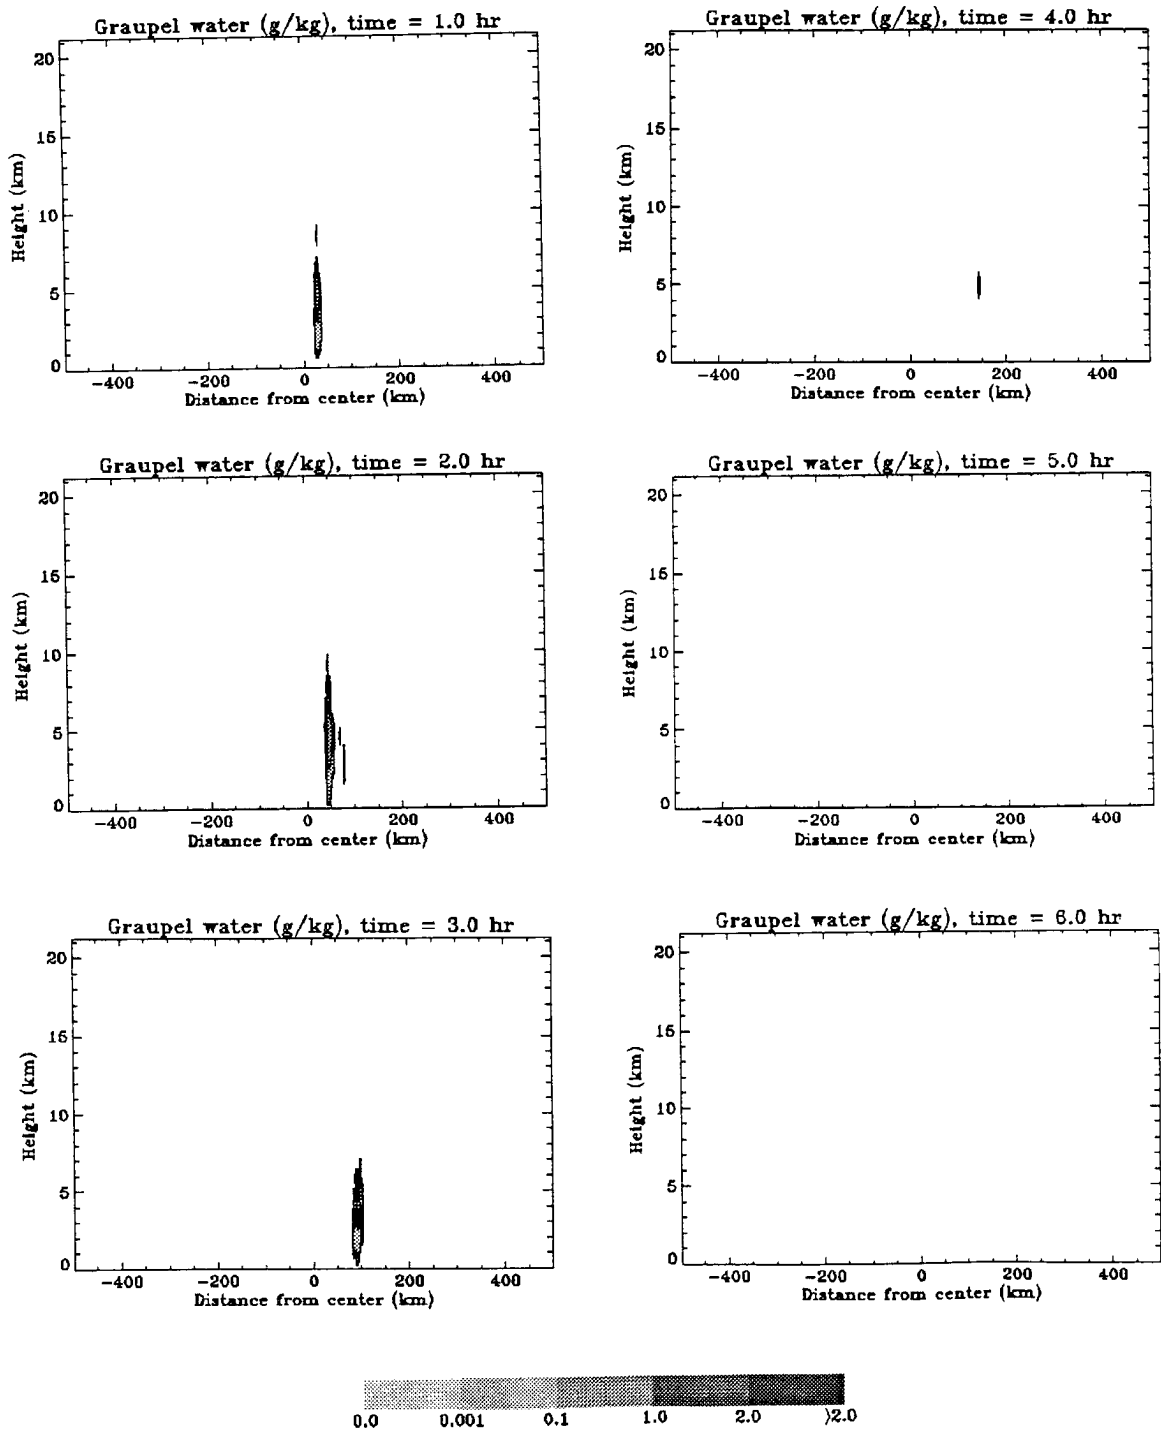 Graupel water (g/kg), time = 1.0 hr
20
15
10
5
0
Height (km)
-400 -200 0 200 400
Distance from center (km)
Graupel water (g/kg), time = 4.0 hr
20
15
10
5
0
Height (km)
-400 -200 0 200 400
Distance from center (km)
Graupel water (g/kg), time = 2.0 hr
20
15
10
5
0
Height (km)
-400 -200 0 200 400
Distance from center (km)
Graupel water (g/kg), time = 5.0 hr
20
15
10
5
0
Height (km)
-400 -200 0 200 400
Distance from center (km)
Graupel water (g/kg), time = 3.0 hr
20
15
10
5
0
Height (km)
-400 -200 0 200 400
Distance from center (km)
Graupel water (g/kg), time = 6.0 hr
20
15
10
5
0
Height (km)
-400 -200 0 200 400
Distance from center (km)
0.0 0.001 0.1 1.0 2.0 >2.0